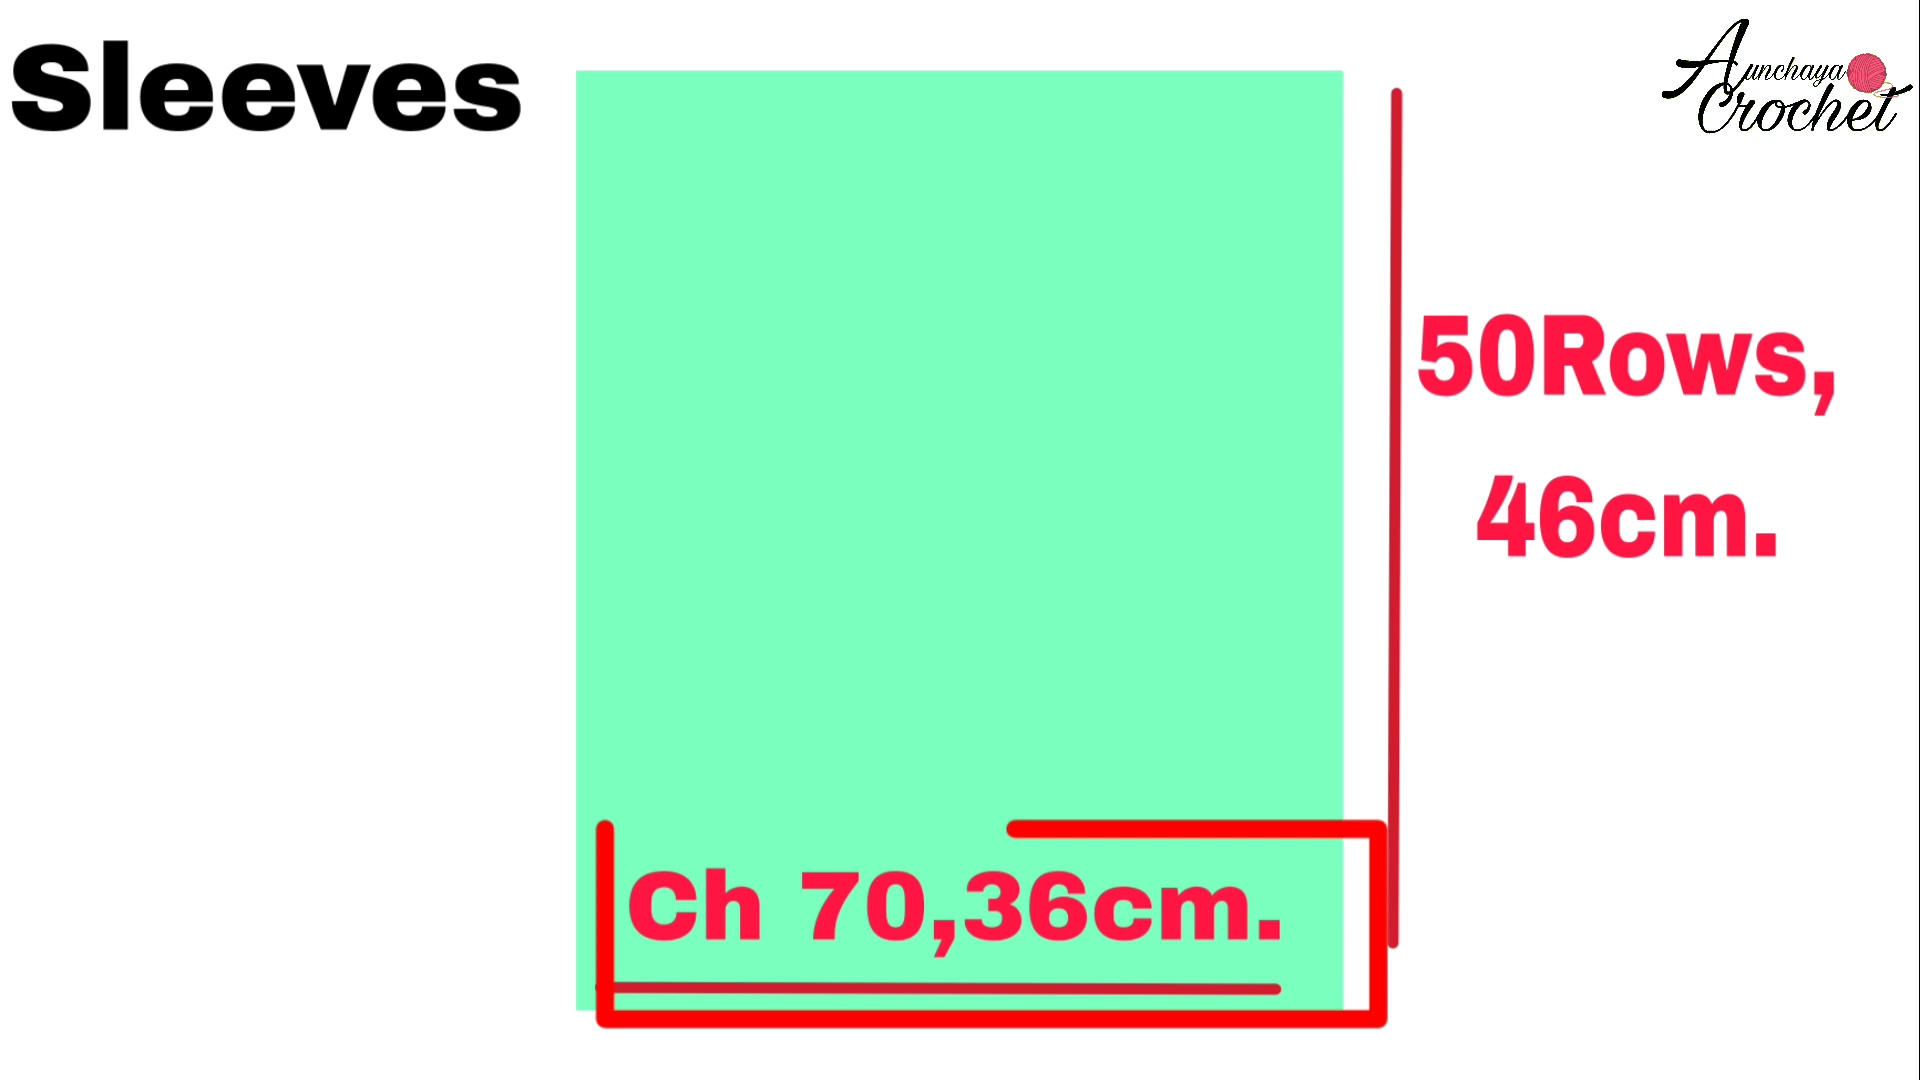 Sleeves
Aunchaya
Crochet
50Rows,
46cm.
Ch 70,36cm.